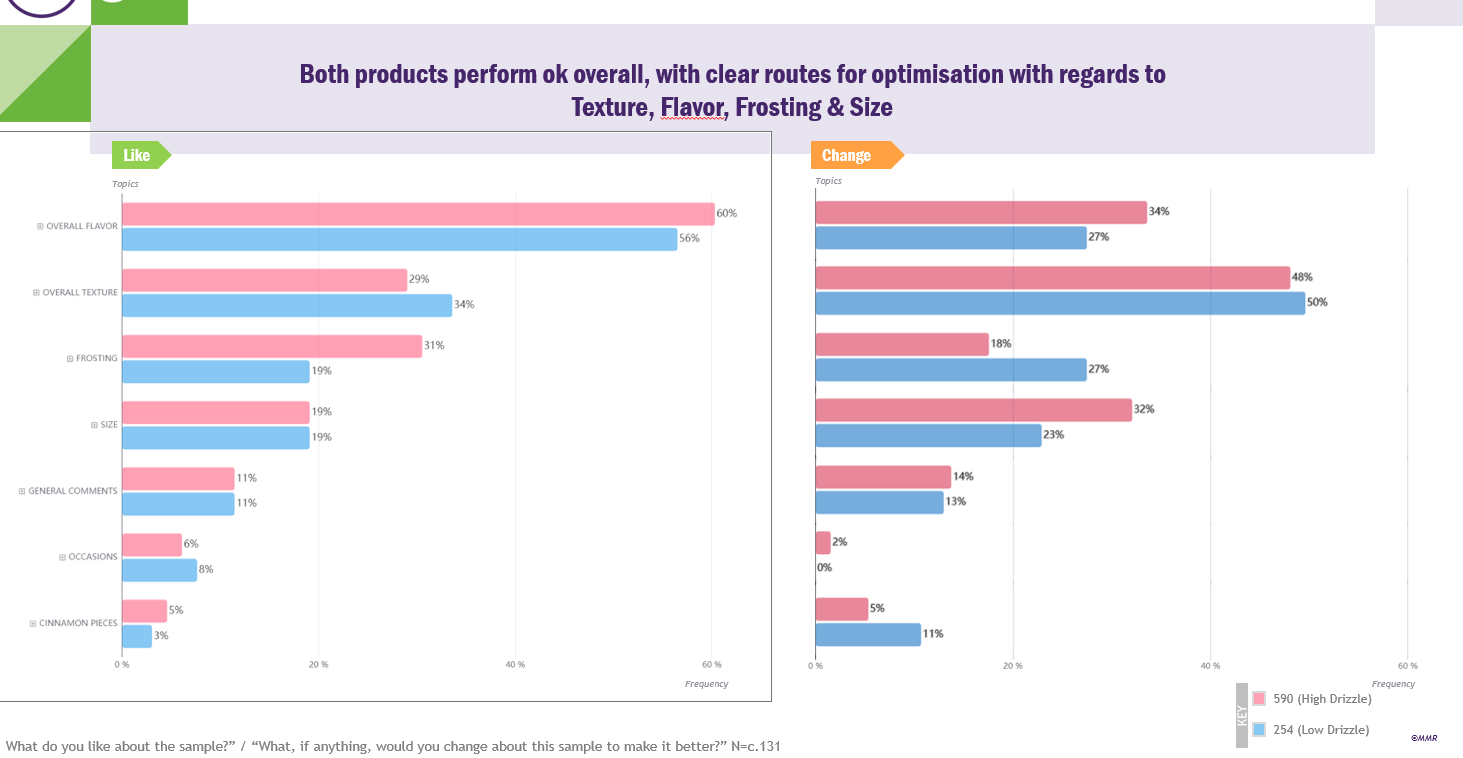 Both products perform ok overall, with clear routes for optimisation with regards to
Texture, Flavor, Frosting & Size
Like
Topics
OVERALL FLAVOR
60%
56%
OVERALL TEXTURE
29%
34%
FROSTING
31%
19%
SIZE
19%
19%
GENERAL COMMENTS
11%
11%
OCCASIONS
6%
8%
CINNAMON PIECES
5%
3%
0 %
20 %
40 %
60 %
Frequency
Change
Topics
34%
27%
48%
50%
18%
27%
32%
23%
14%
13%
2%
0%
5%
11%
0 %
20 %
40 %
60 %
Frequency
KEY
590 (High Drizzle)
254 (Low Drizzle)
What do you like about the sample?” / “What, if anything, would you change about this sample to make it better?” N=c.131
©MMR